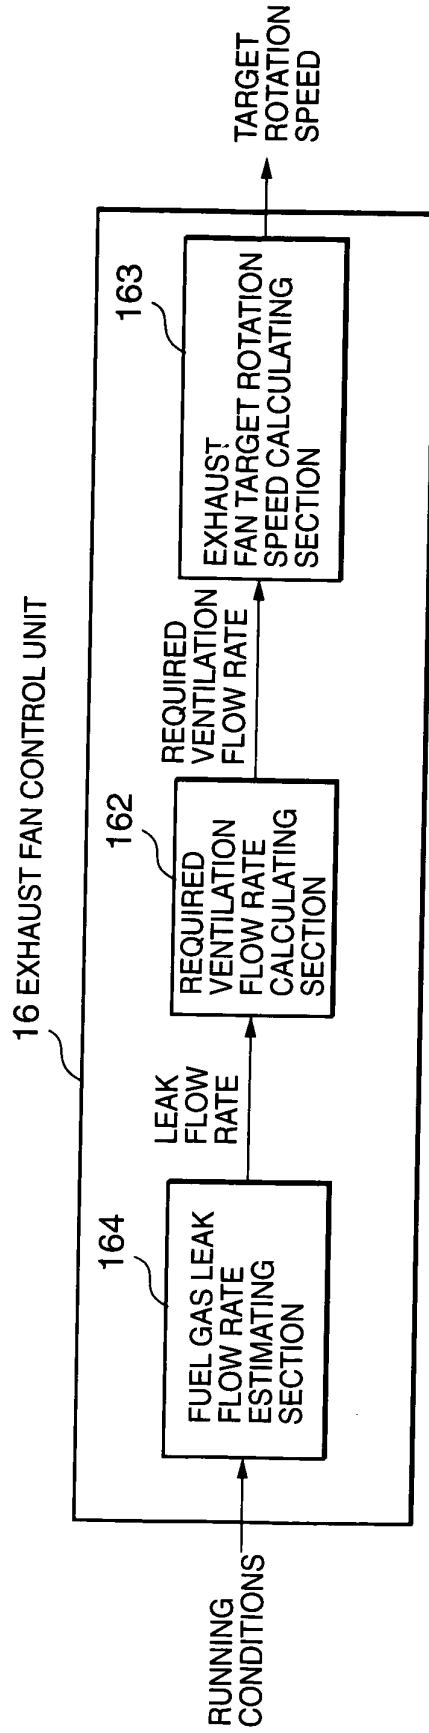 16 EXHAUST FAN CONTROL UNIT
RUNNING
CONDITIONS
164
FUEL GAS LEAK
FLOW RATE
ESTIMATING
SECTION
LEAK
FLOW
RATE
162
REQUIRED
VENTILATION
FLOW RATE
CALCULATING
SECTION
REQUIRED
VENTILATION
FLOW RATE
163
EXHAUST
FAN TARGET ROTATION
SPEED CALCULATING
SECTION
TARGET
ROTATION
SPEED